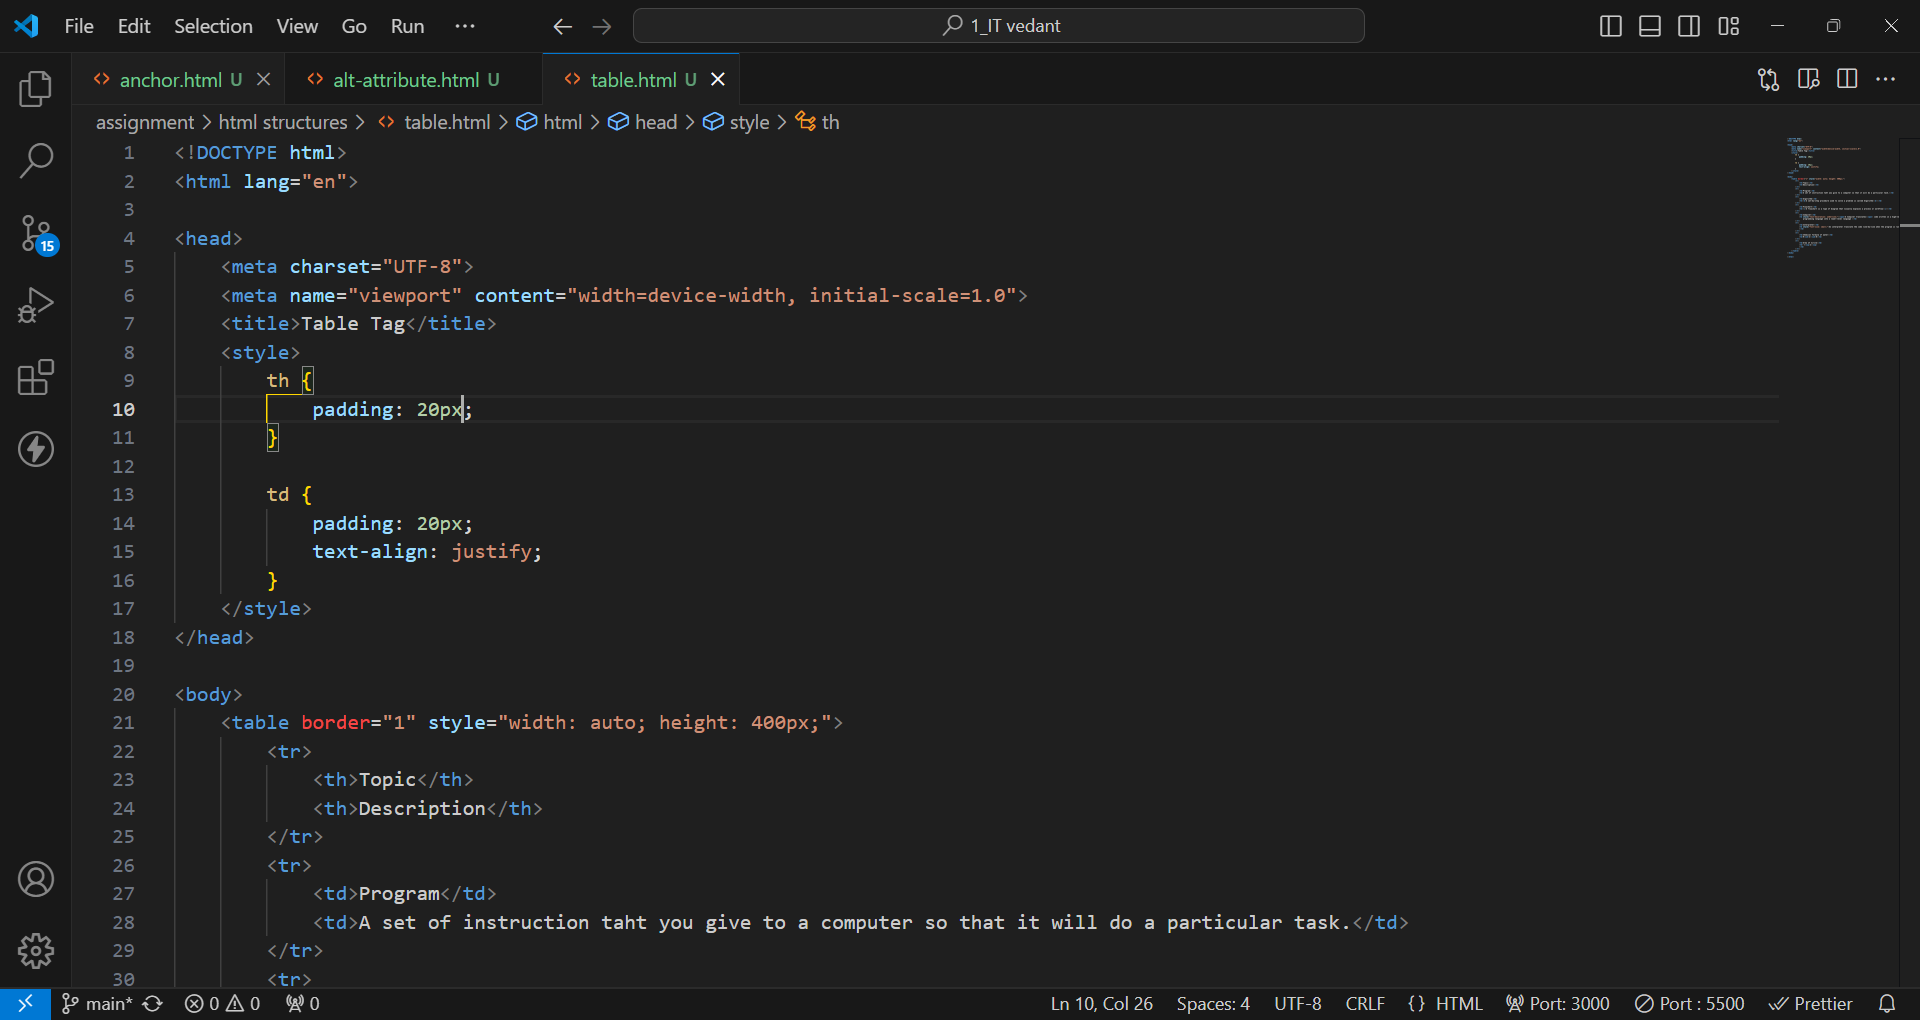 File Edit Selection View Go Run ··· 1_IT vedant
anchor.html U alt-attribute.html U table.html U
assignment > html structures > table.html > html > head > style > th
1 <!DOCTYPE html>
2 <html lang="en">
3
4 <head>
5 <meta charset="UTF-8">
6 <meta name="viewport" content="width=device-width, initial-scale=1.0">
7 <title>Table Tag</title>
8 <style>
9 th {
10 padding: 20px;
11 }
12
13 td {
14 padding: 20px;
15 text-align: justify;
16 }
17 </style>
18 </head>
19
20 <body>
21 <table border="1" style="width: auto; height: 400px;">
22 <tr>
23 <th>Topic</th>
24 <th>Description</th>
25 </tr>
26 <tr>
27 <td>Program</td>
28 <td>A set of instruction taht you give to a computer so that it will do a particular task.</td>
29 </tr>
30 <tr>
15
main* 0 0 0 Ln 10, Col 26 Spaces: 4 UTF-8 CRLF {} HTML Port: 3000 Port : 5500 Prettier